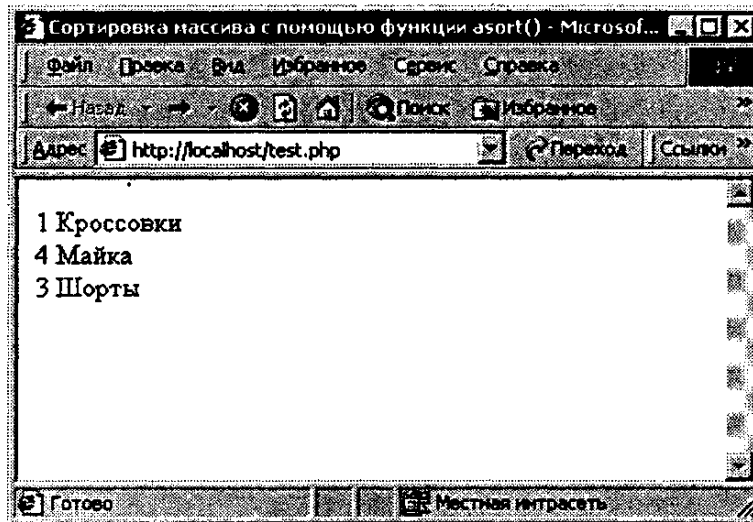 Сортировка массива с помощью функции asort() - Microsof...
Файл Правка Вид Избранное Сервис Справка
Назад Поиск Избранное
Адрес http://localhost/test.php Переход Ссылки
1 Кроссовки
4 Майка
3 Шорты
Готово Местная интрасеть